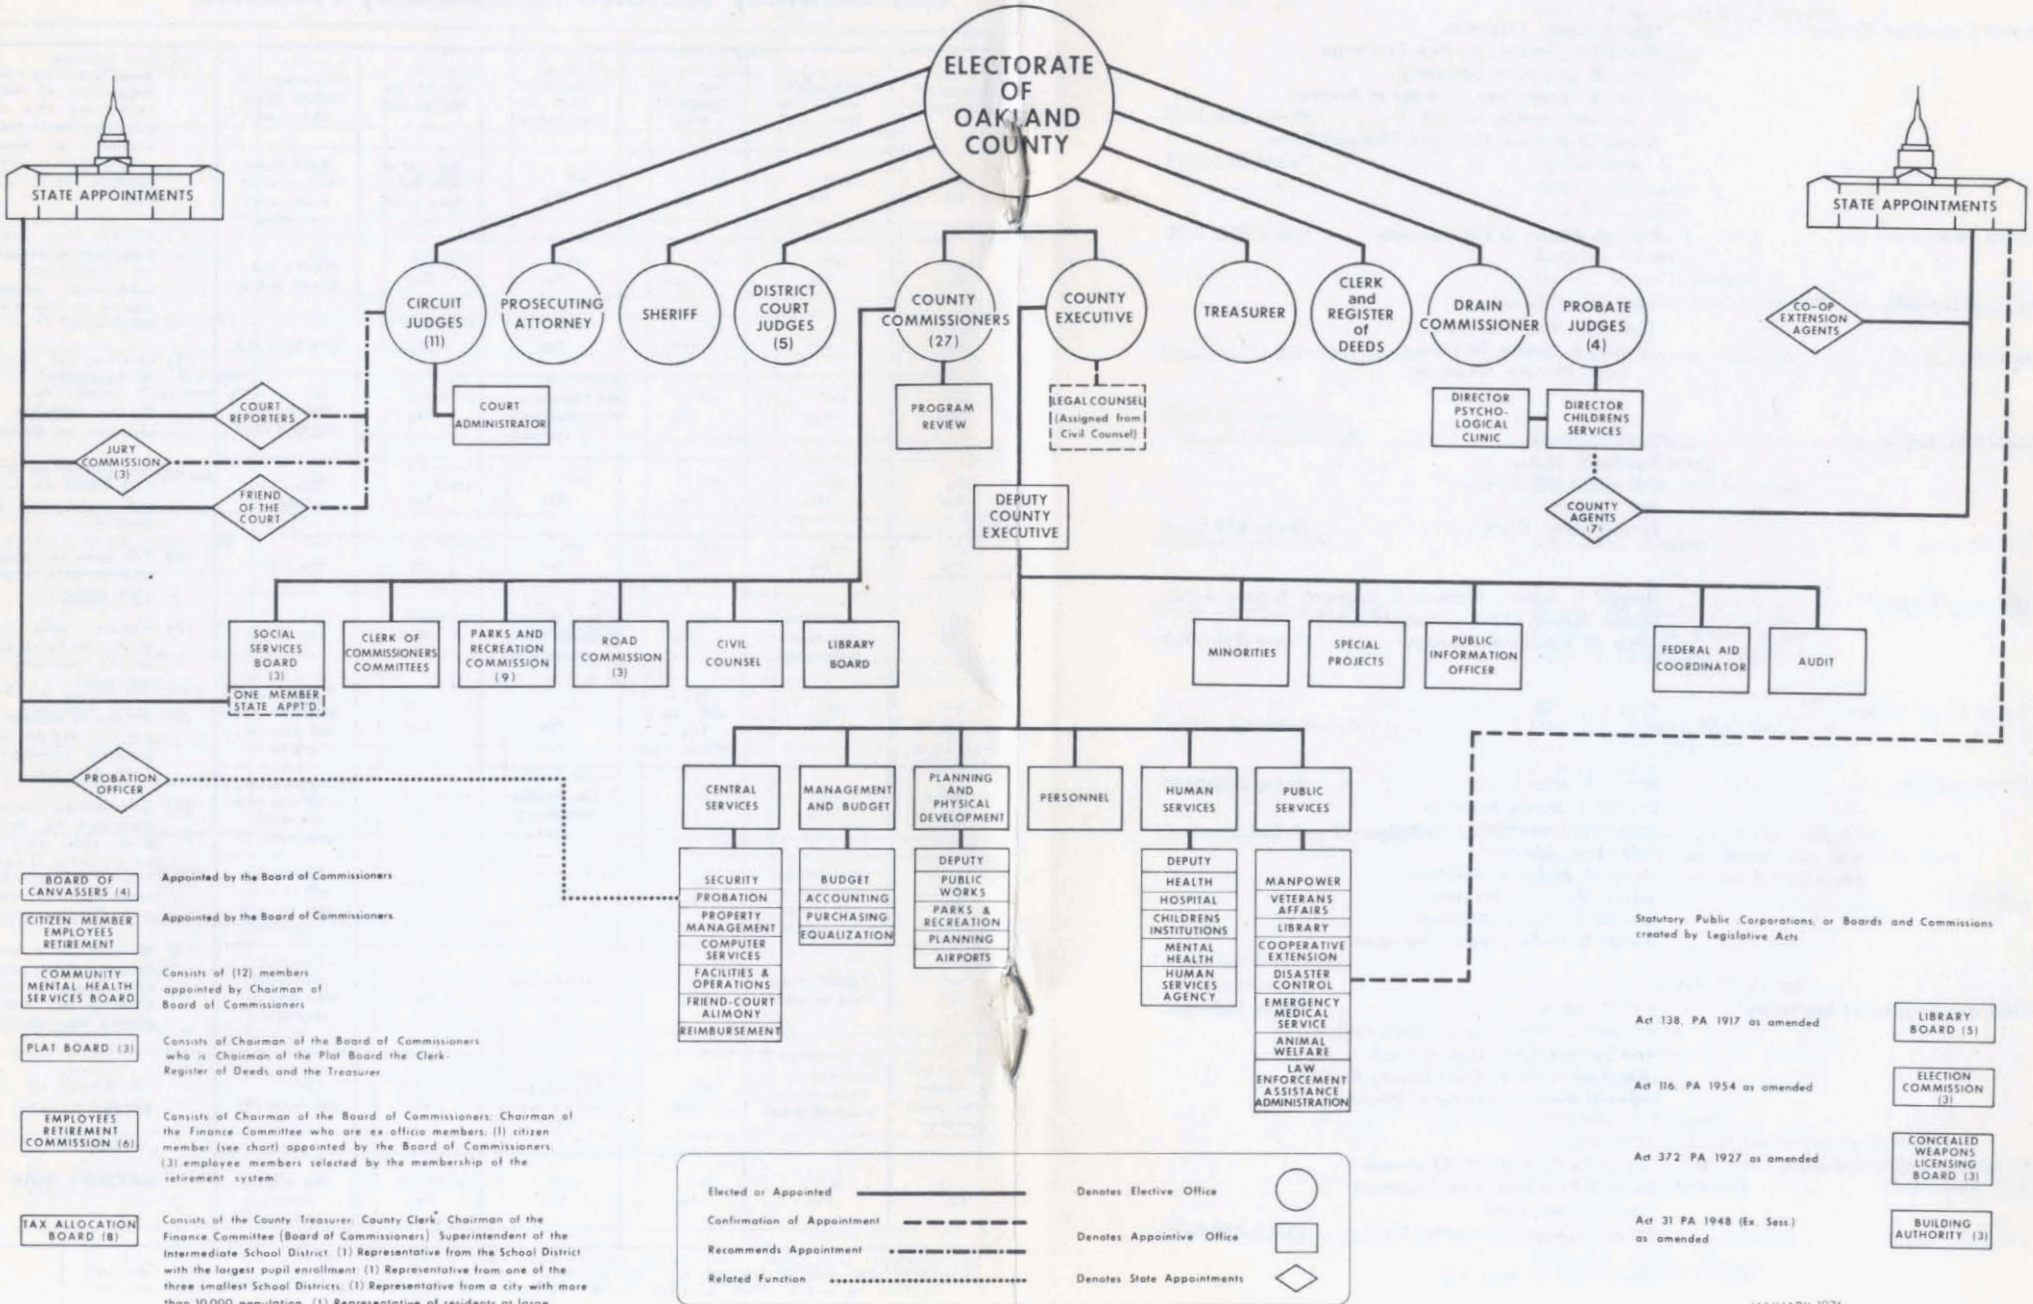 ELECTORATE
OF
OAKLAND
COUNTY
STATE APPOINTMENTS
STATE APPOINTMENTS
CIRCUIT
JUDGES
(11)
PROSECUTING
ATTORNEY
SHERIFF
DISTRICT
COURT
JUDGES
(5)
COUNTY
COMMISSIONERS
(27)
COUNTY
EXECUTIVE
TREASURER
CLERK
and
REGISTER
of
DEEDS
DRAIN
COMMISSIONER
PROBATE
JUDGES
(4)
CO-OP
EXTENSION
AGENTS
COURT
REPORTERS
JURY
COMMISSION
(3)
FRIEND
OF THE
COURT
COURT
ADMINISTRATOR
PROGRAM
REVIEW
LEGAL COUNSEL
(Assigned from
Civil Counsel)
DIRECTOR
PSYCHO-
LOGICAL
CLINIC
DIRECTOR
CHILDRENS
SERVICES
COUNTY
AGENTS
(7)
DEPUTY
COUNTY
EXECUTIVE
SOCIAL
SERVICES
BOARD
(3)
ONE MEMBER
STATE APPT'D.
CLERK OF
COMMISSIONERS
COMMITTEES
PARKS AND
RECREATION
COMMISSION
(9)
ROAD
COMMISSION
(3)
CIVIL
COUNSEL
LIBRARY
BOARD
MINORITIES
SPECIAL
PROJECTS
PUBLIC
INFORMATION
OFFICER
FEDERAL AID
COORDINATOR
AUDIT
PROBATION
OFFICER
CENTRAL
SERVICES
MANAGEMENT
AND BUDGET
PLANNING
AND
PHYSICAL
DEVELOPMENT
PERSONNEL
HUMAN
SERVICES
PUBLIC
SERVICES
SECURITY
PROBATION
PROPERTY
MANAGEMENT
COMPUTER
SERVICES
FACILITIES &
OPERATIONS
FRIEND-COURT
ALIMONY
REIMBURSEMENT
BUDGET
ACCOUNTING
PURCHASING
EQUALIZATION
DEPUTY
PUBLIC
WORKS
PARKS &
RECREATION
PLANNING
AIRPORTS
DEPUTY
HEALTH
HOSPITAL
CHILDRENS
INSTITUTIONS
MENTAL
HEALTH
HUMAN
SERVICES
AGENCY
MANPOWER
VETERANS
AFFAIRS
LIBRARY
COOPERATIVE
EXTENSION
DISASTER
CONTROL
EMERGENCY
MEDICAL
SERVICE
ANIMAL
WELFARE
LAW
ENFORCEMENT
ASSISTANCE
ADMINISTRATION
BOARD OF
CANVASSERS (4)
Appointed by the Board of Commissioners
CITIZEN MEMBER
EMPLOYEES
RETIREMENT
Appointed by the Board of Commissioners.
COMMUNITY
MENTAL HEALTH
SERVICES BOARD
Consists of (12) members
appointed by Chairman of
Board of Commissioners
PLAT BOARD (3)
Consists of Chairman of the Board of Commissioners
who is Chairman of the Plat Board the Clerk-
Register of Deeds, and the Treasurer.
EMPLOYEES
RETIREMENT
COMMISSION (6)
Consists of Chairman of the Board of Commissioners; Chairman of
the Finance Committee who are ex officio members; (1) citizen
member (see chart) appointed by the Board of Commissioners;
(3) employee members selected by the membership of the
retirement system.
TAX ALLOCATION
BOARD (8)
Consists of the County Treasurer, County Clerk, Chairman of the
Finance Committee (Board of Commissioners) Superintendent of the
Intermediate School District. (1) Representative from the School District
with the largest pupil enrollment; (1) Representative from one of the
three smallest School Districts; (1) Representative from a city with more
than 10,000 population. (1) Representative of residents at large
Elected or Appointed
Confirmation of Appointment
Recommends Appointment
Related Function
Denotes Elective Office
Denotes Appointive Office
Denotes State Appointments
Statutory Public Corporations, or Boards and Commissions
created by Legislative Acts
Act 138, PA 1917 as amended
LIBRARY
BOARD (5)
Act 116, PA 1954 as amended
ELECTION
COMMISSION
(3)
Act 372 PA 1927 as amended
CONCEALED
WEAPONS
LICENSING
BOARD (3)
Act 31 PA 1948 (Ex. Sess.)
as amended
BUILDING
AUTHORITY (3)